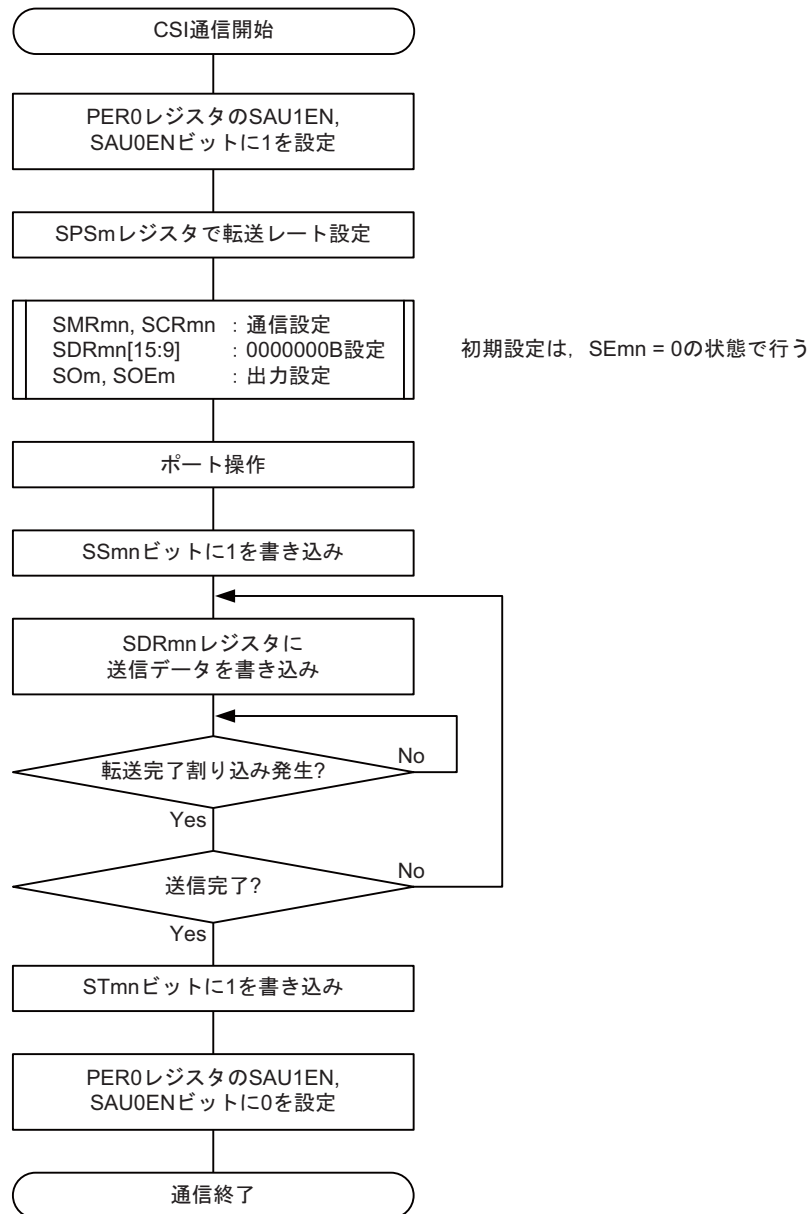 CSI通信開始
PER0レジスタのSAU1EN,
SAU0ENビットに1を設定
SPSmレジスタで転送レート設定
SMRmn, SCRmn : 通信設定
SDRmn[15:9] : 0000000B設定
SOm, SOEm : 出力設定
初期設定は,SEmn = 0の状態で行う
ポート操作
SSmnビットに1を書き込み
SDRmnレジスタに
送信データを書き込み
転送完了割り込み発生?
No
Yes
送信完了?
No
Yes
STmnビットに1を書き込み
PER0レジスタのSAU1EN,
SAU0ENビットに0を設定
通信終了